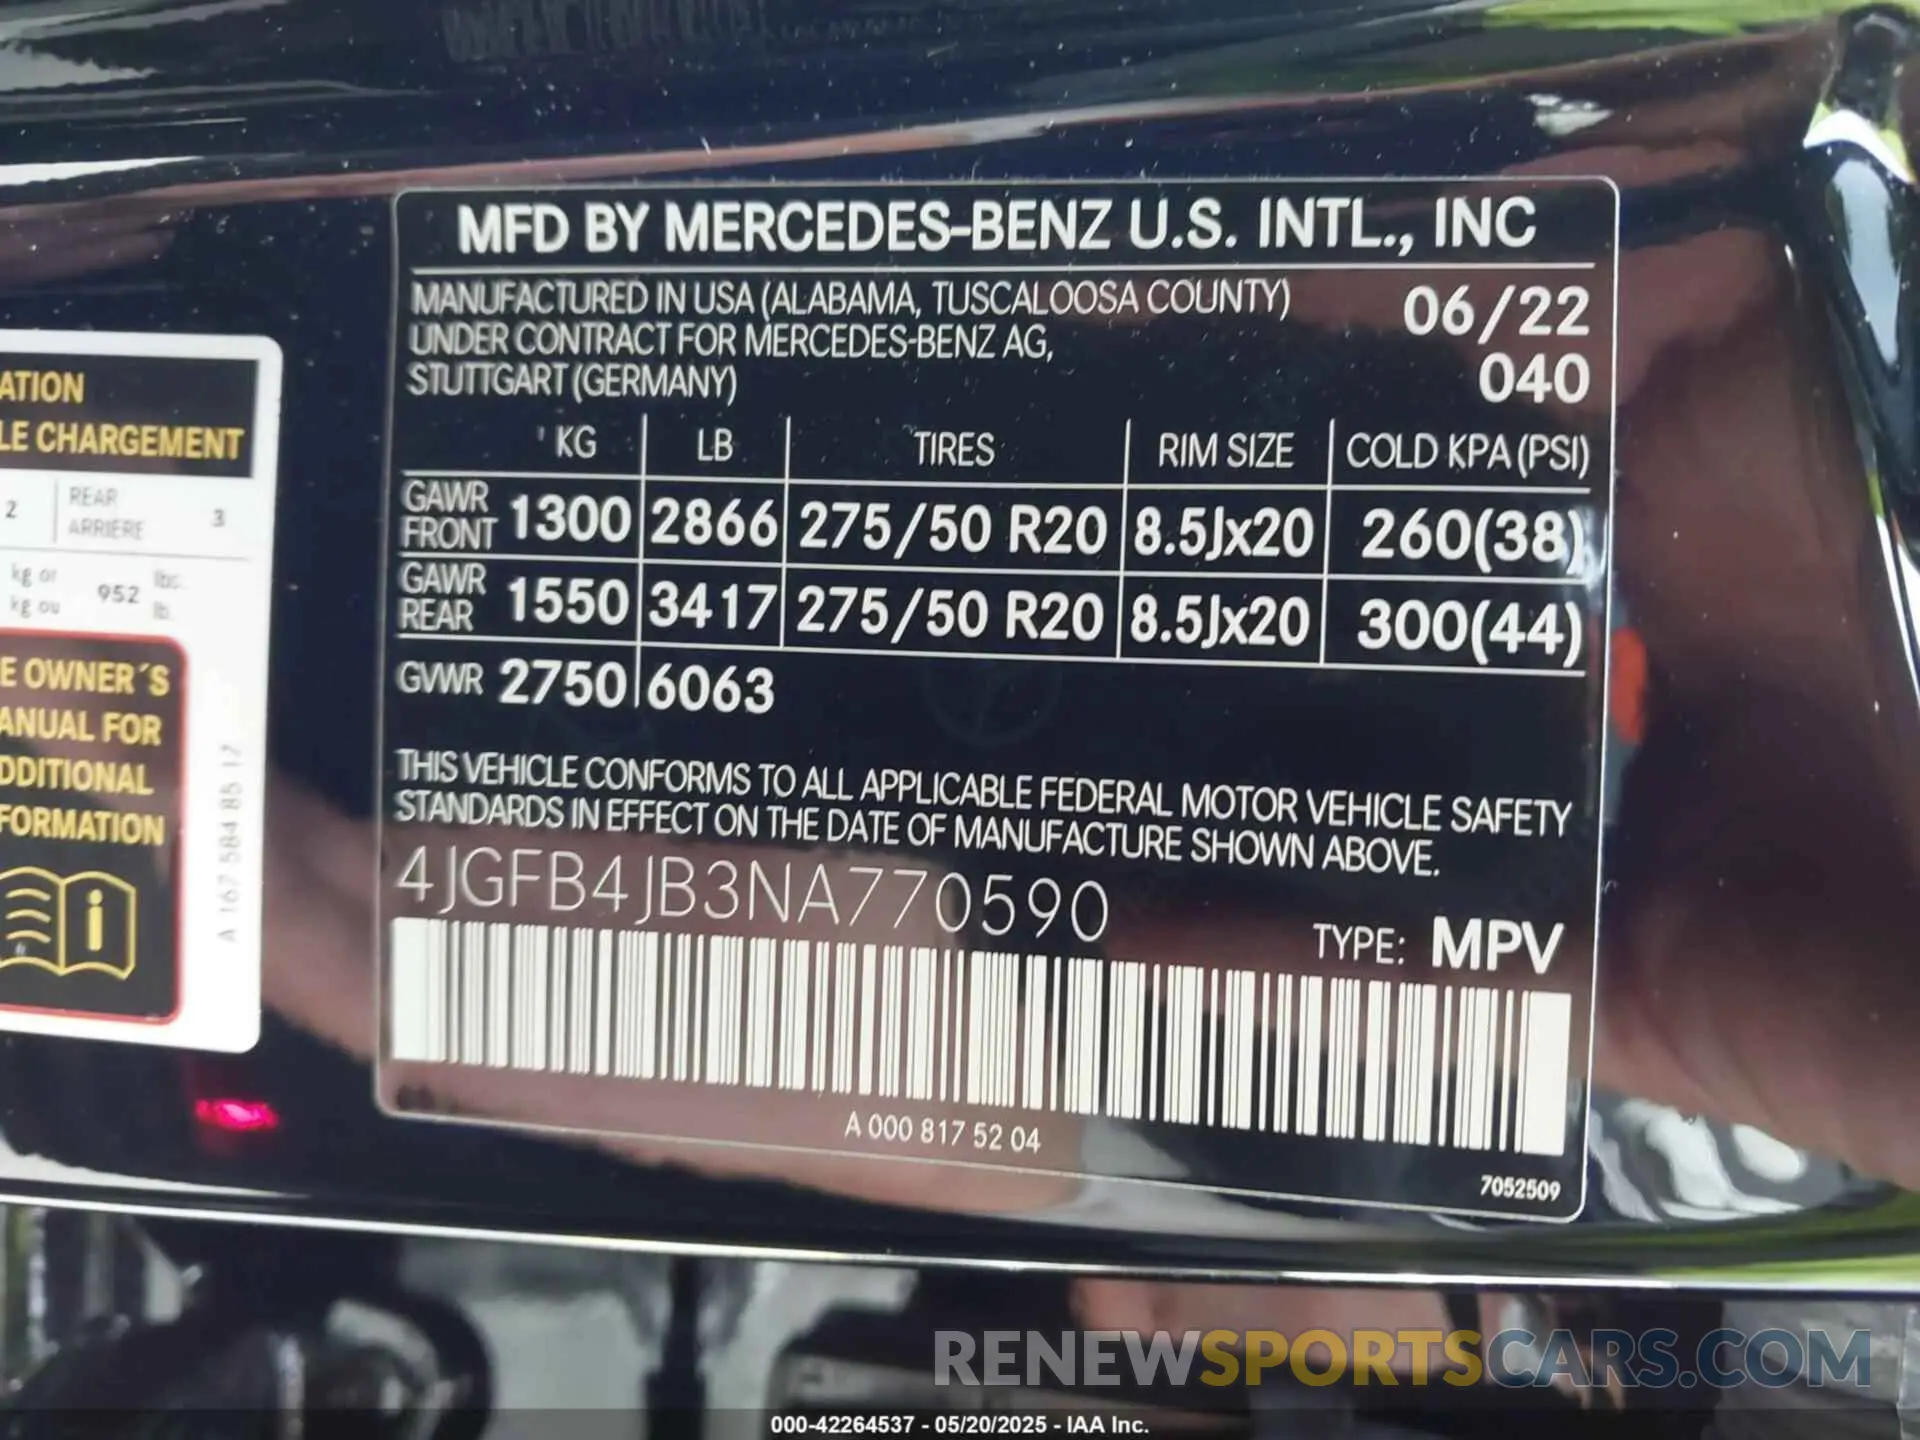 MFD BY MERCEDES-BENZ U.S. INTL., INC
MANUFACTURED IN USA (ALABAMA, TUSCALOOSA COUNTY)
UNDER CONTRACT FOR MERCEDES-BENZ AG,
STUTTGART (GERMANY)
06/22
040
KG LB TIRES RIM SIZE COLD KPA (PSI)
GAWR FRONT 1300 2866 275/50 R20 8.5Jx20 260(38)
GAWR REAR 1550 3417 275/50 R20 8.5Jx20 300(44)
GVWR 2750 6063
THIS VEHICLE CONFORMS TO ALL APPLICABLE FEDERAL MOTOR VEHICLE SAFETY
STANDARDS IN EFFECT ON THE DATE OF MANUFACTURE SHOWN ABOVE.
4JGFB4JB3NA770590
TYPE: MPV
A 000 817 52 04
7052509
ATION
LE CHARGEMENT
2 REAR 3
ARRIERE
kg or 952 lbs.
kg ou lb.
E OWNER´S
ANUAL FOR
DDITIONAL
FORMATION
i
A 167 584 85 17
RENEWSPORTSCARS.COM
000-42264537 - 05/20/2025 - IAA Inc.